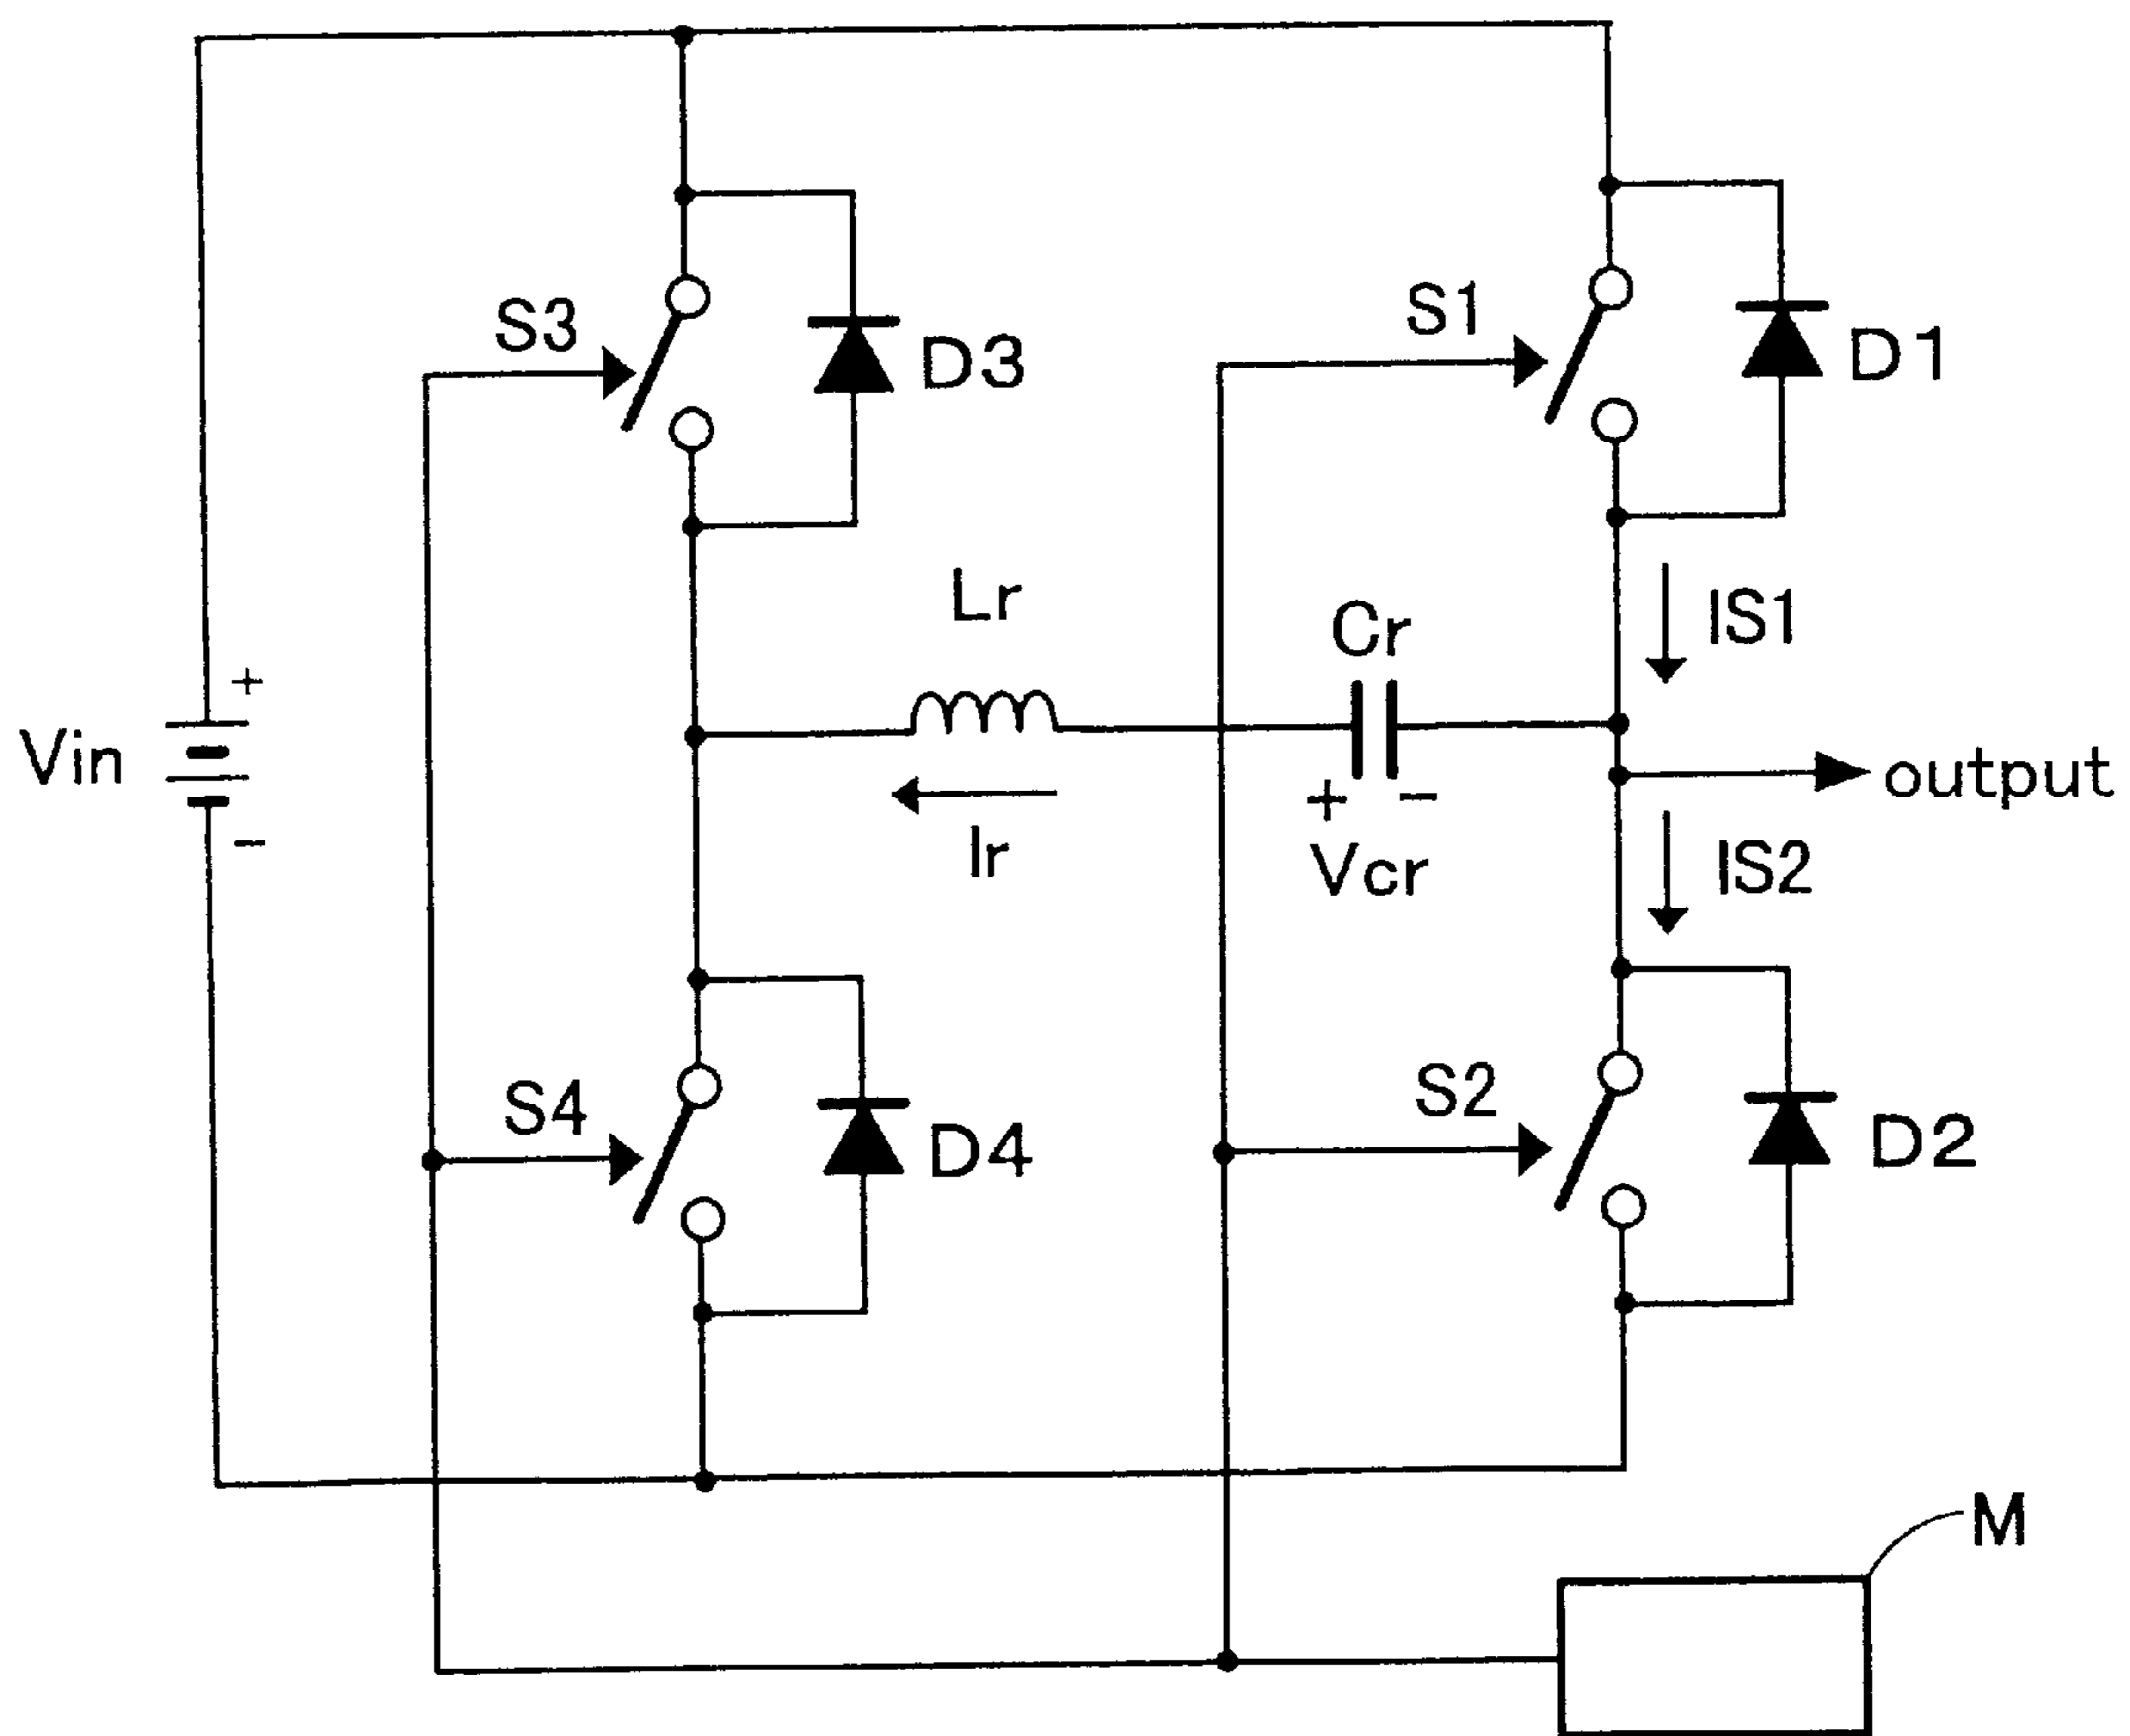 S3
D3
S1
D1
Lr
Cr
IS1
+
Vin
−
Ir
+ −
Vcr
output
IS2
S4
D4
S2
D2
M